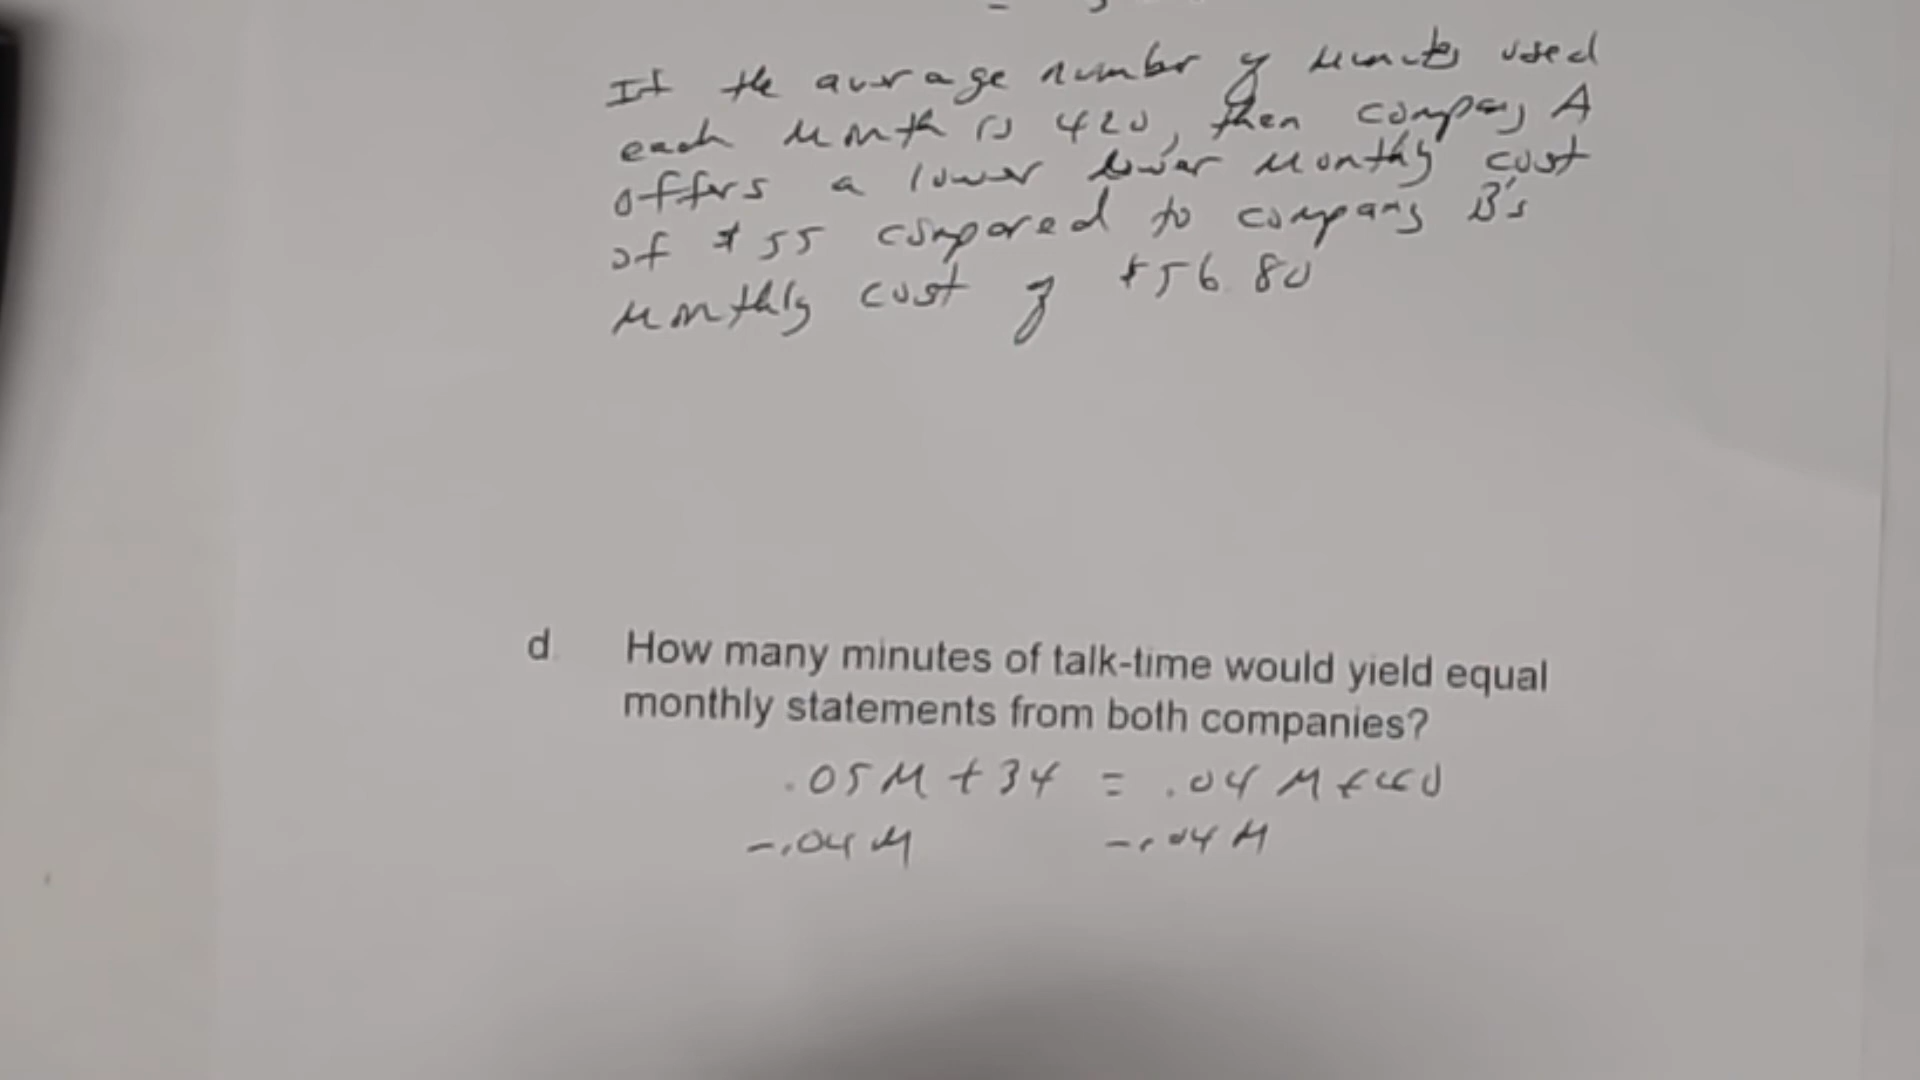 If the average number of minutes used
each month is 420, then company A
offers a lower lower monthly cost
of $55 compared to company B's
monthly cost of $56.80
d. How many minutes of talk-time would yield equal
monthly statements from both companies?
.05M + 34 = .04M + 40
-.04M -.04M